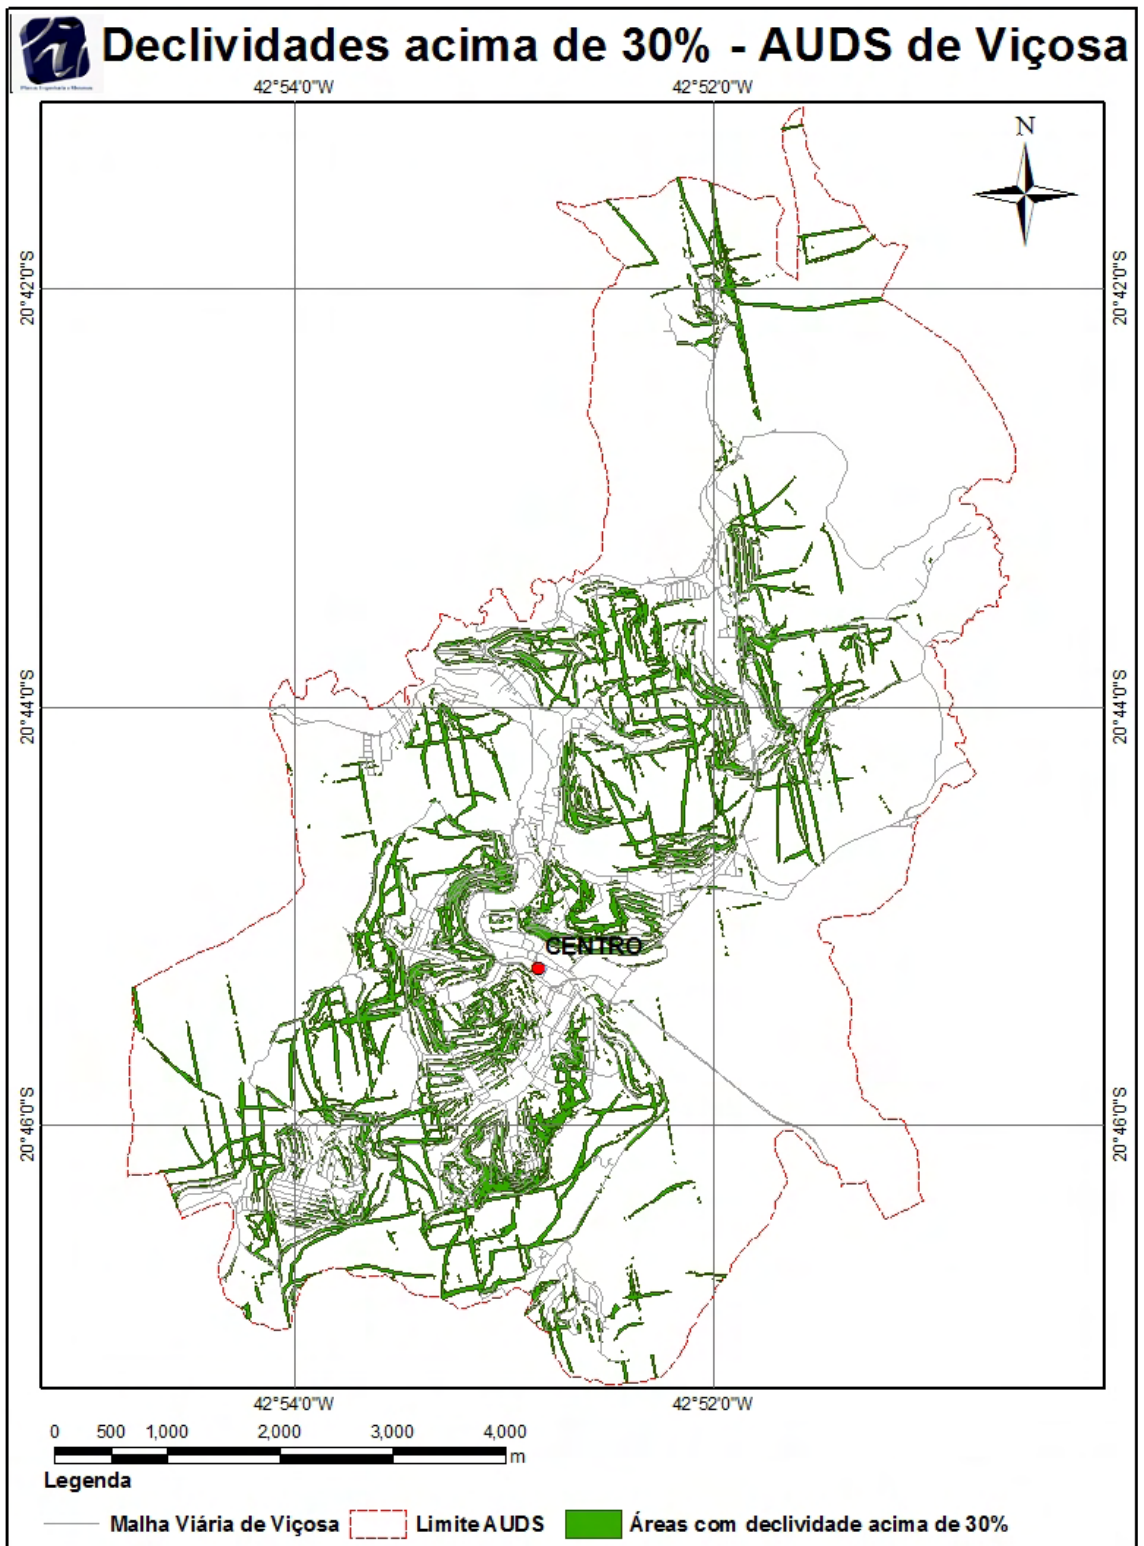 Declividades acima de 30% - AUDS de Viçosa
42°54'0"W 42°52'0"W
N
20°42'0"S 20°42'0"S
20°44'0"S 20°44'0"S
CENTRO
20°46'0"S 20°46'0"S
42°54'0"W 42°52'0"W
0 500 1,000 2,000 3,000 4,000
m
Legenda
Malha Viária de Viçosa Limite AUDS Áreas com declividade acima de 30%